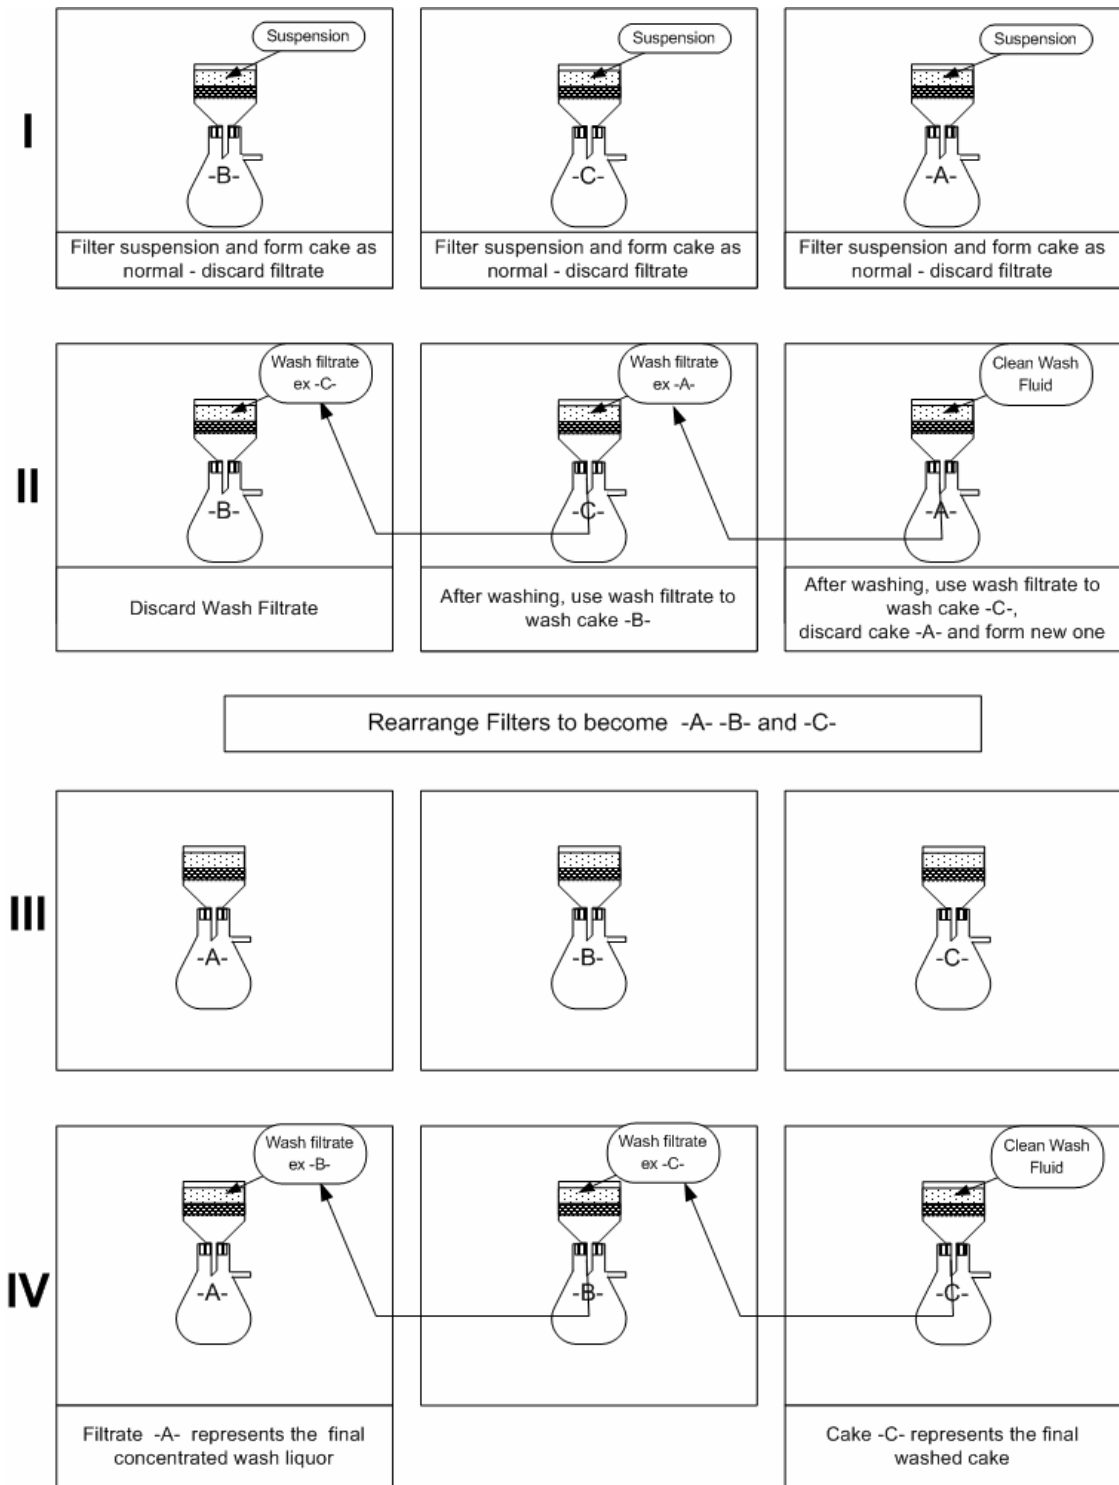 I
Suspension
Suspension
Suspension
-B-
-C-
-A-
Filter suspension and form cake as
normal - discard filtrate
Filter suspension and form cake as
normal - discard filtrate
Filter suspension and form cake as
normal - discard filtrate
II
Wash filtrate
ex -C-
Wash filtrate
ex -A-
Clean Wash
Fluid
-B-
-C-
-A-
Discard Wash Filtrate
After washing, use wash filtrate to
wash cake -B-
After washing, use wash filtrate to
wash cake -C-,
discard cake -A- and form new one
Rearrange Filters to become -A- -B- and -C-
III
-A-
-B-
-C-
IV
Wash filtrate
ex -B-
Wash filtrate
ex -C-
Clean Wash
Fluid
-A-
-B-
-C-
Filtrate -A- represents the final
concentrated wash liquor
Cake -C- represents the final
washed cake